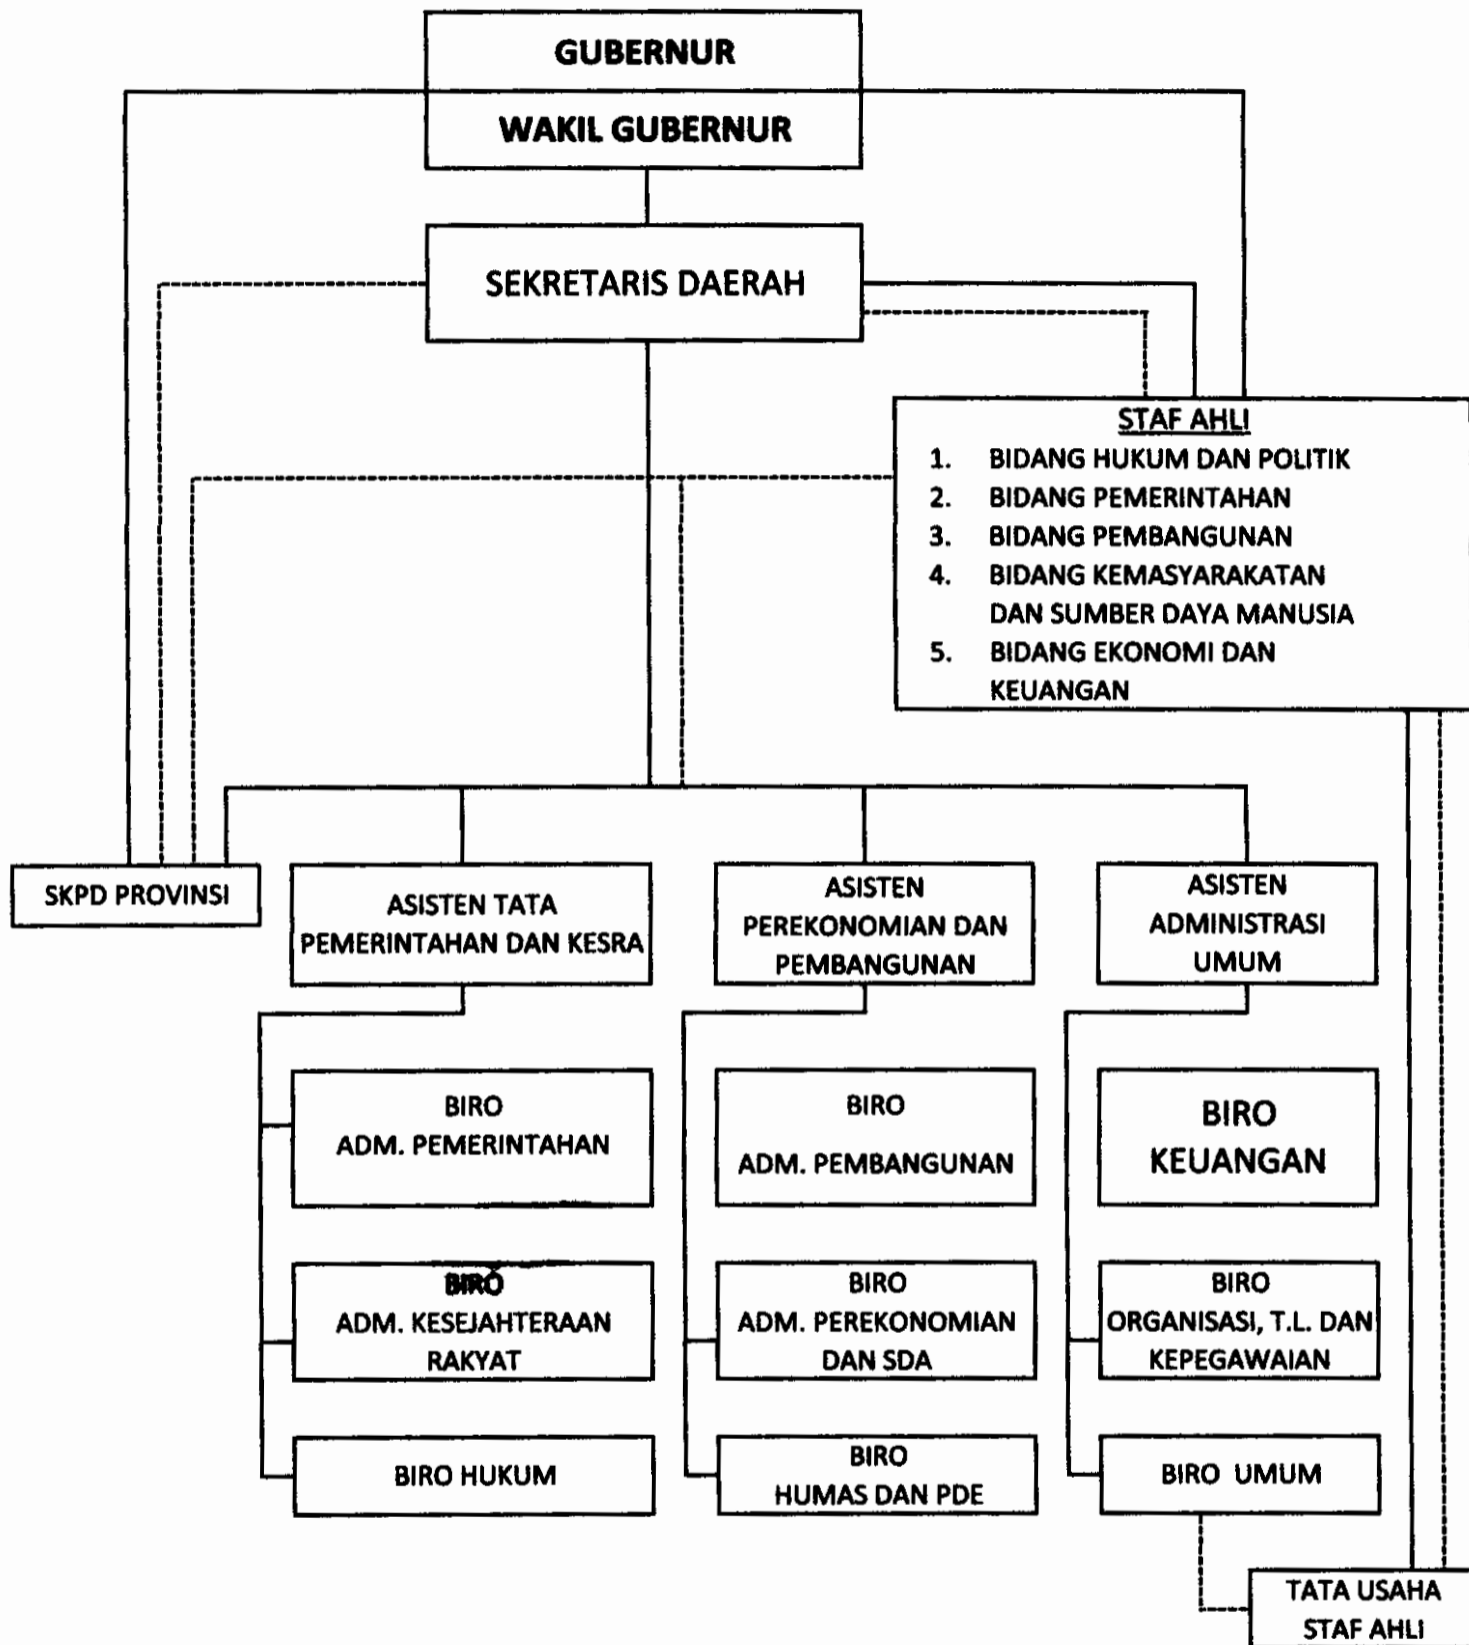 GUBERNUR
WAKIL GUBERNUR
SEKRETARIS DAERAH
STAF AHLI
1. BIDANG HUKUM DAN POLITIK
2. BIDANG PEMERINTAHAN
3. BIDANG PEMBANGUNAN
4. BIDANG KEMASYARAKATAN
DAN SUMBER DAYA MANUSIA
5. BIDANG EKONOMI DAN
KEUANGAN
SKPD PROVINSI
ASISTEN TATA
PEMERINTAHAN DAN KESRA
ASISTEN
PEREKONOMIAN DAN
PEMBANGUNAN
ASISTEN
ADMINISTRASI
UMUM
BIRO
ADM. PEMERINTAHAN
BIRO
ADM. PEMBANGUNAN
BIRO
KEUANGAN
BIRO
ADM. KESEJAHTERAAN
RAKYAT
BIRO
ADM. PEREKONOMIAN
DAN SDA
BIRO
ORGANISASI, T.L. DAN
KEPEGAWAIAN
BIRO HUKUM
BIRO
HUMAS DAN PDE
BIRO UMUM
TATA USAHA
STAF AHLI